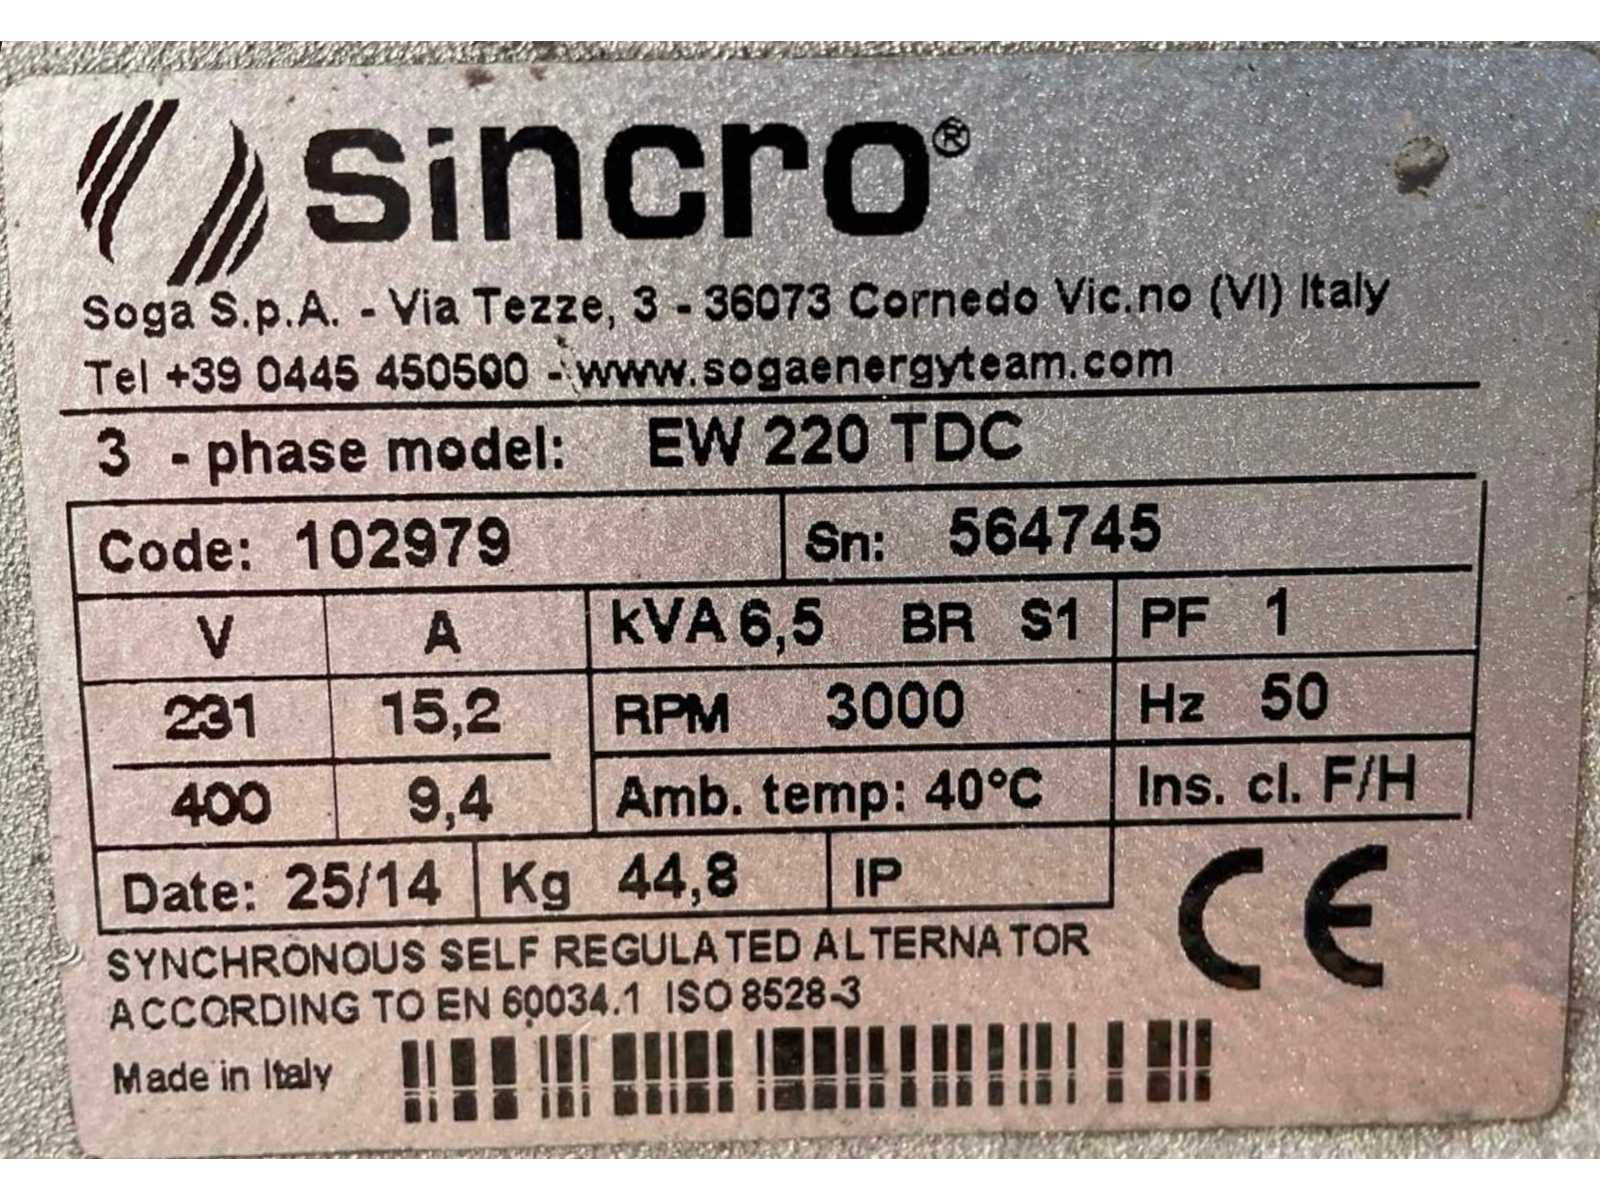 sincro®
Soga S.p.A. - Via Tezze, 3 - 36073 Cornedo Vic.no (VI) Italy
Tel +39 0445 450500 - www.sogaenergyteam.com
3 - phase model: EW 220 TDC
Code: 102979 Sn: 564745
V A kVA 6,5 BR S1 PF 1
231 15,2 RPM 3000 Hz 50
400 9,4 Amb. temp: 40°C Ins. cl. F/H
Date: 25/14 Kg 44,8 IP
CE
SYNCHRONOUS SELF REGULATED ALTERNATOR
ACCORDING TO EN 60034.1 ISO 8528-3
Made in Italy